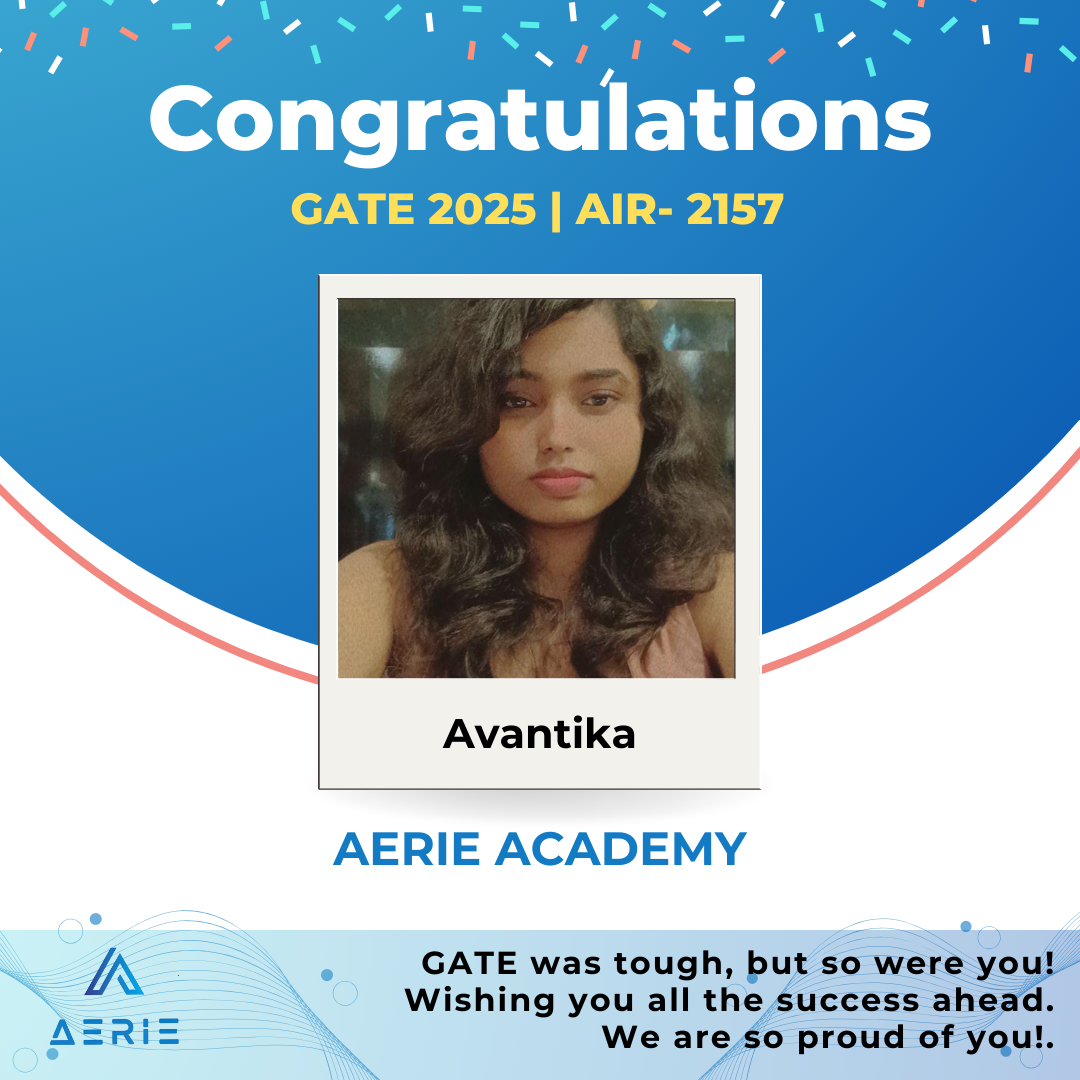 Congratulations
GATE 2025 | AIR- 2157
Avantika
AERIE ACADEMY
GATE was tough, but so were you!
Wishing you all the success ahead.
We are so proud of you!.
AERIE